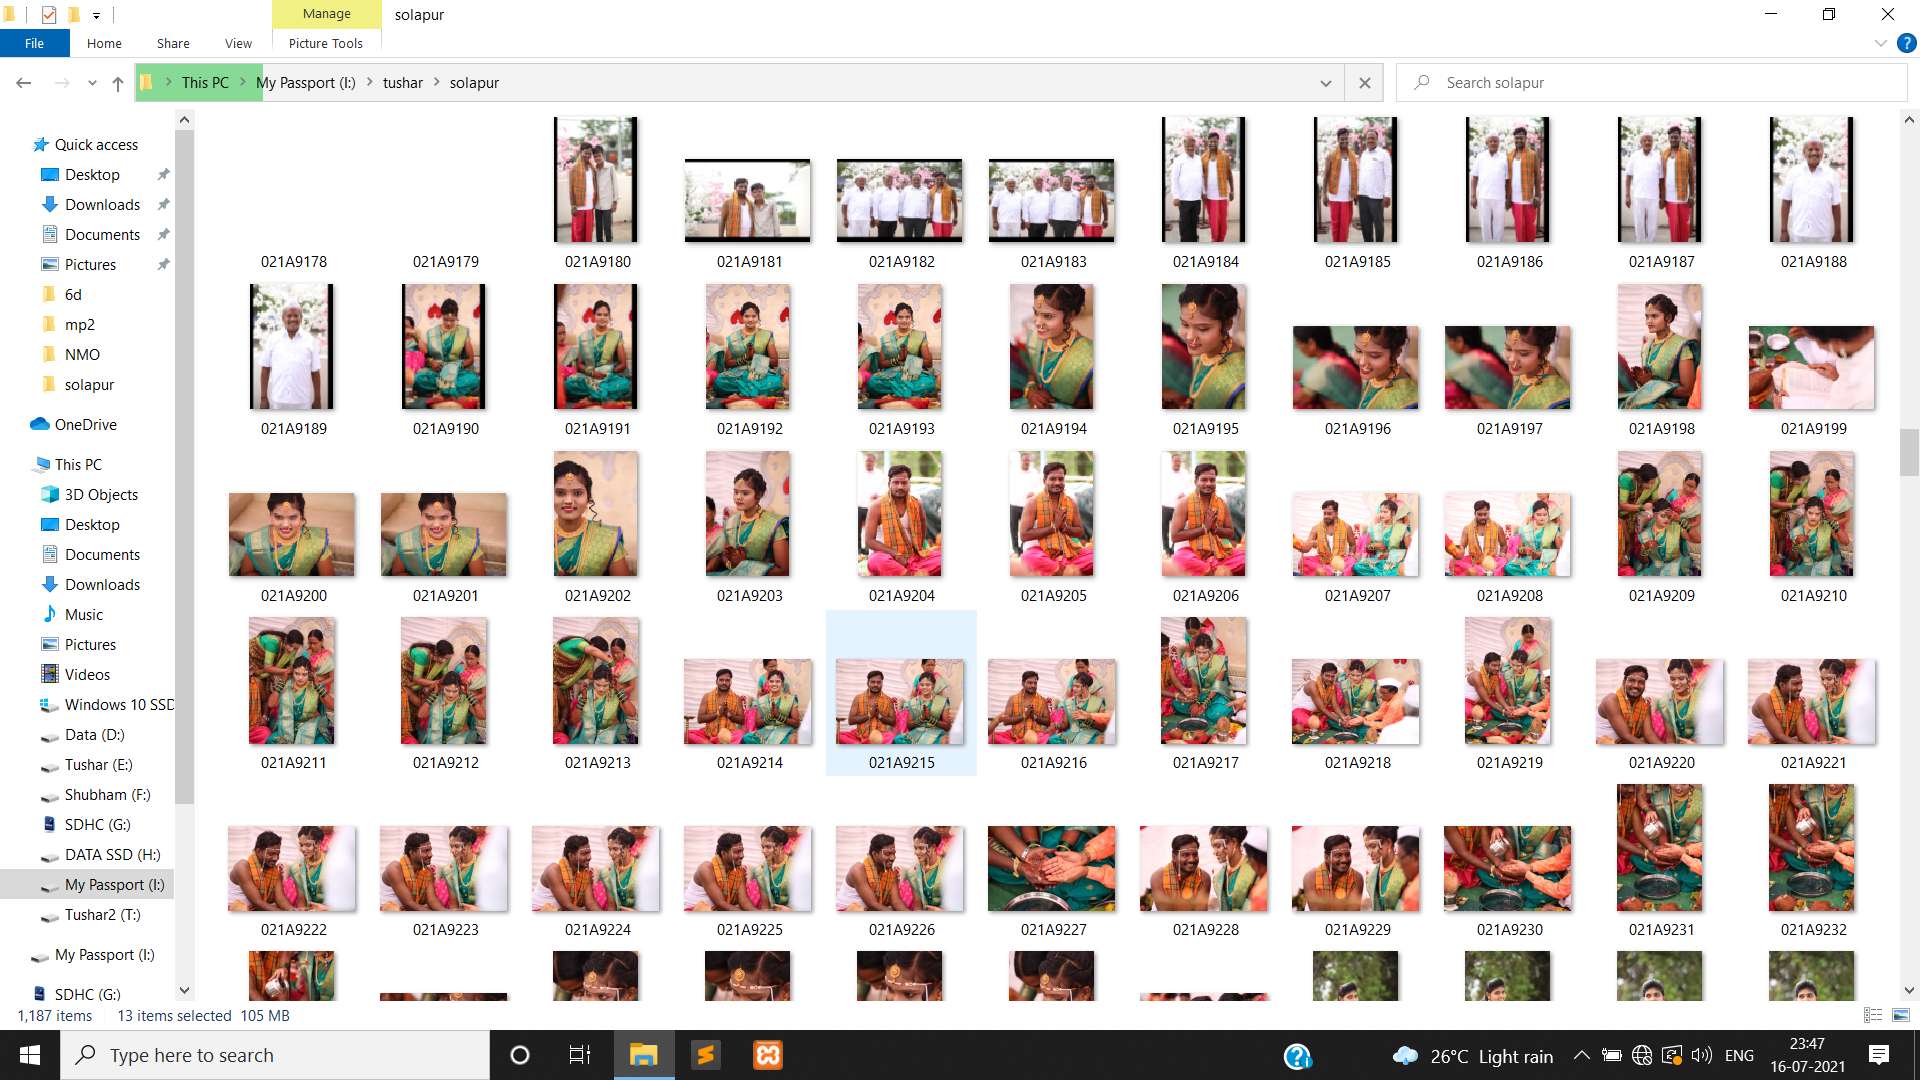 Manage
solapur
File
Home
Share
View
Picture Tools
?
This PC
My Passport (I:)
tushar
solapur
Search solapur
Quick access
Desktop
Downloads
Documents
Pictures
6d
mp2
NMO
solapur
OneDrive
This PC
3D Objects
Desktop
Documents
Downloads
Music
Pictures
Videos
Windows 10 SSD
Data (D:)
Tushar (E:)
Shubham (F:)
SDHC (G:)
DATA SSD (H:)
My Passport (I:)
Tushar2 (T:)
My Passport (I:)
SDHC (G:)
021A9178 021A9179 021A9180 021A9181 021A9182 021A9183 021A9184 021A9185 021A9186 021A9187 021A9188
021A9189 021A9190 021A9191 021A9192 021A9193 021A9194 021A9195 021A9196 021A9197 021A9198 021A9199
021A9200 021A9201 021A9202 021A9203 021A9204 021A9205 021A9206 021A9207 021A9208 021A9209 021A9210
021A9211 021A9212 021A9213 021A9214 021A9215 021A9216 021A9217 021A9218 021A9219 021A9220 021A9221
021A9222 021A9223 021A9224 021A9225 021A9226 021A9227 021A9228 021A9229 021A9230 021A9231 021A9232
1,187 items 13 items selected 105 MB
Type here to search
26°C Light rain
ENG
23:47
16-07-2021